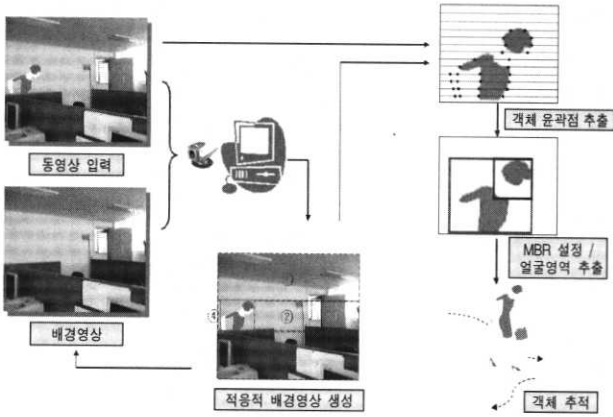 동영상 입력
배경영상
적응적 배경영상 생성
④
②
객체 윤곽점 추출
MBR 설정 /
얼굴영역 추출
객체 추적